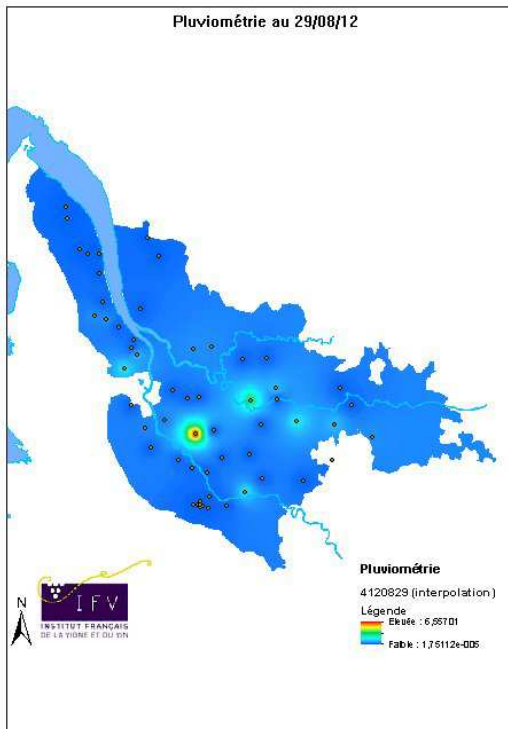 Pluviométrie au 29/08/12
Pluviométrie
4120829 (interpolation)
Légende
Elevée : 6,55701
Faible : 1,75112e-005
N
IFV
INSTITUT FRANÇAIS
DE LA VIGNE ET DU VIN